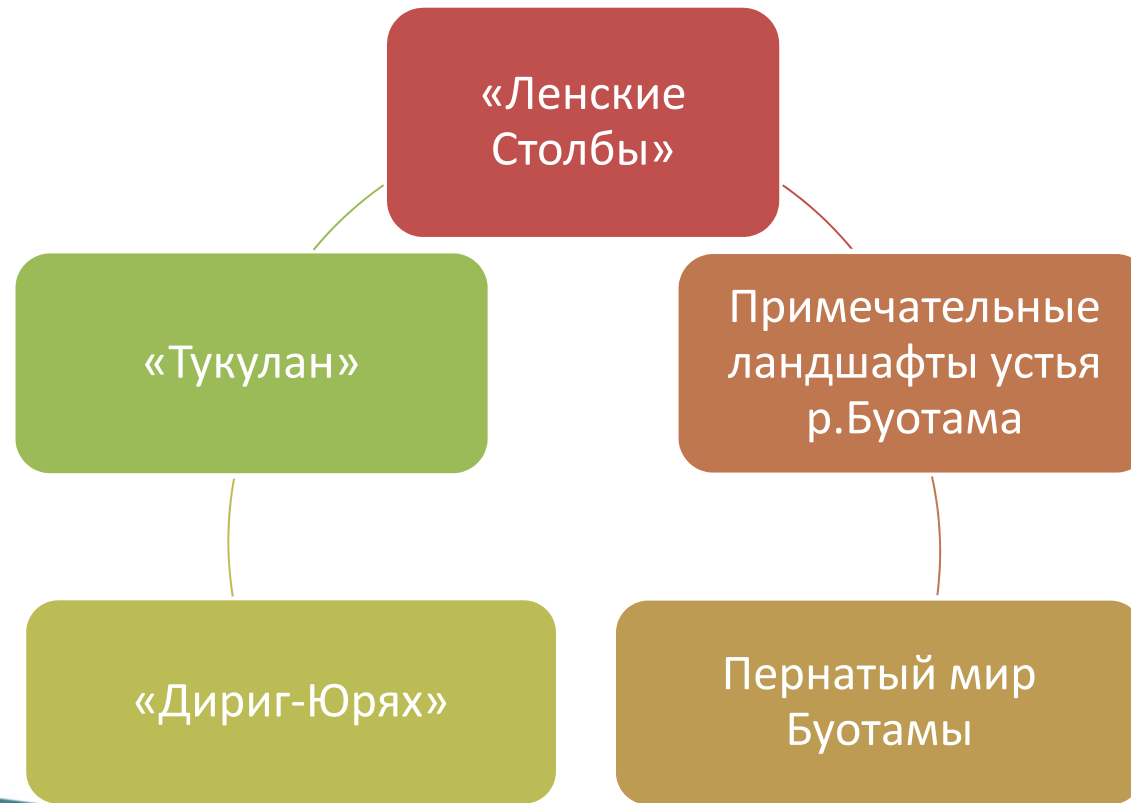 «Ленские
Столбы»
«Тукулан»
Примечательные
ландшафты устья
р.Буотама
«Дириг-Юрях»
Пернатый мир
Буотамы